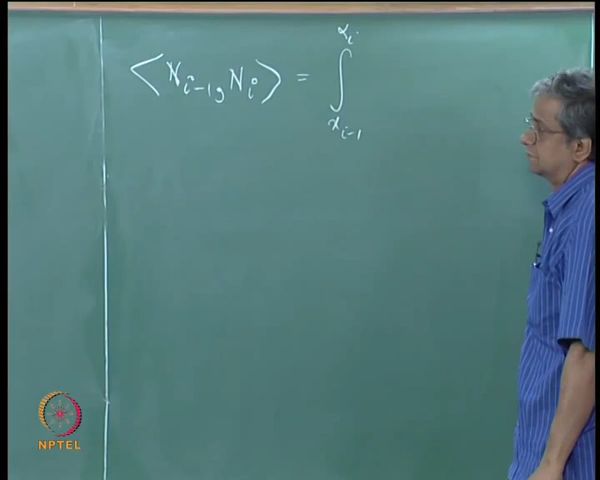 ⟨N_{i-1}, N_i⟩ = ∫_{x_{i-1}}^{x_i}
NPTEL